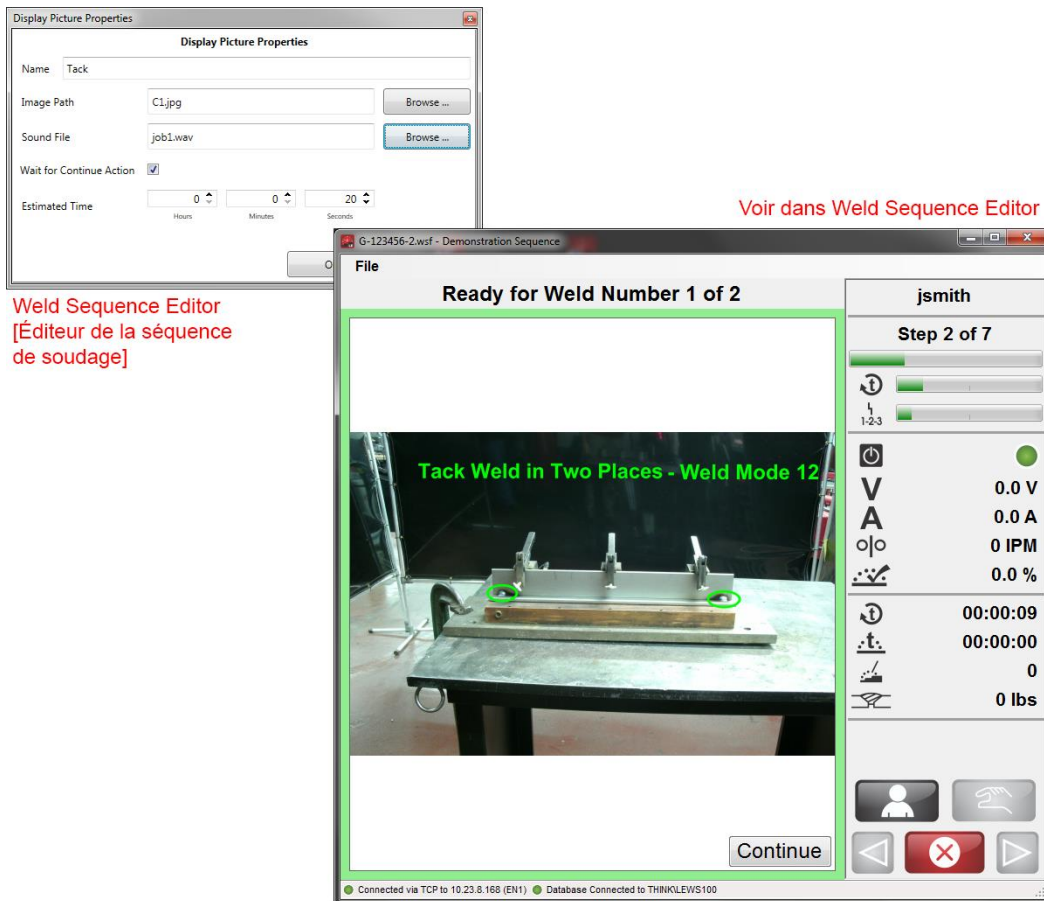 Display Picture Properties
Display Picture Properties
Name Tack
Image Path C1.jpg Browse ...
Sound File job1.wav Browse ...
Wait for Continue Action
Estimated Time 0 0 20
Hours Minutes Seconds
Weld Sequence Editor
[Éditeur de la séquence
de soudage]
Voir dans Weld Sequence Editor
G-123456-2.wsf - Demonstration Sequence
File
Ready for Weld Number 1 of 2
jsmith
Step 2 of 7
t
1-2-3
Tack Weld in Two Places - Weld Mode 12
V 0.0 V
A 0.0 A
0 IPM
0.0 %
t 00:00:09
t 00:00:00
0
0 lbs
Continue
Connected via TCP to 10.23.8.168 (EN1) Database Connected to THINK\LEWS100